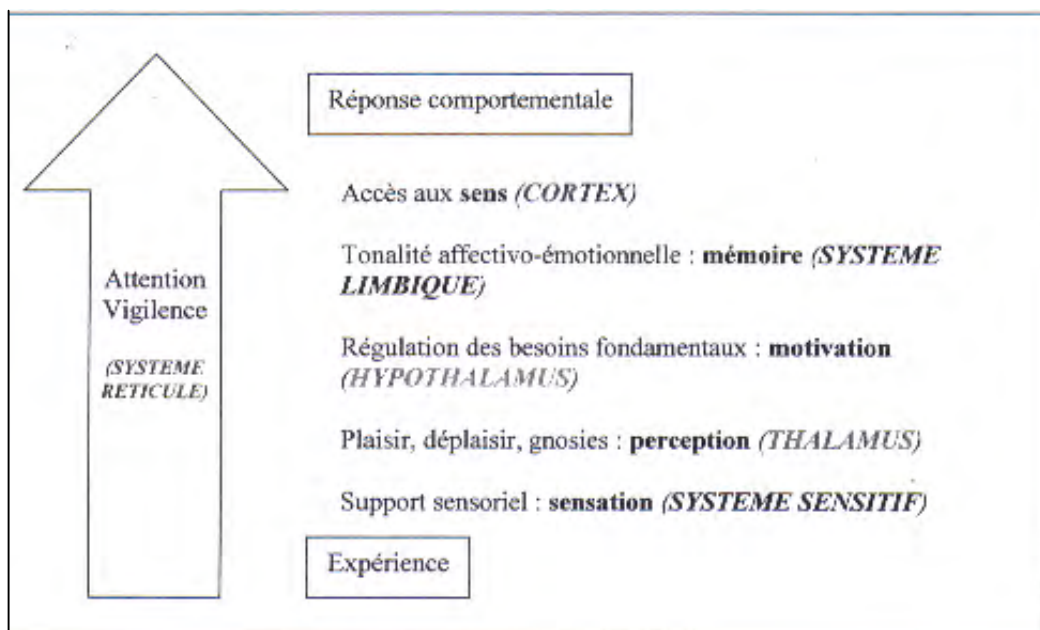 Réponse comportementale
Accès aux sens (CORTEX)
Tonalité affectivo-émotionnelle : mémoire (SYSTEME
LIMBIQUE)
Attention
Vigilence
(SYSTEME
RETICULE)
Régulation des besoins fondamentaux : motivation
(HYPOTHALAMUS)
Plaisir, déplaisir, gnosies : perception (THALAMUS)
Support sensoriel : sensation (SYSTEME SENSITIF)
Expérience